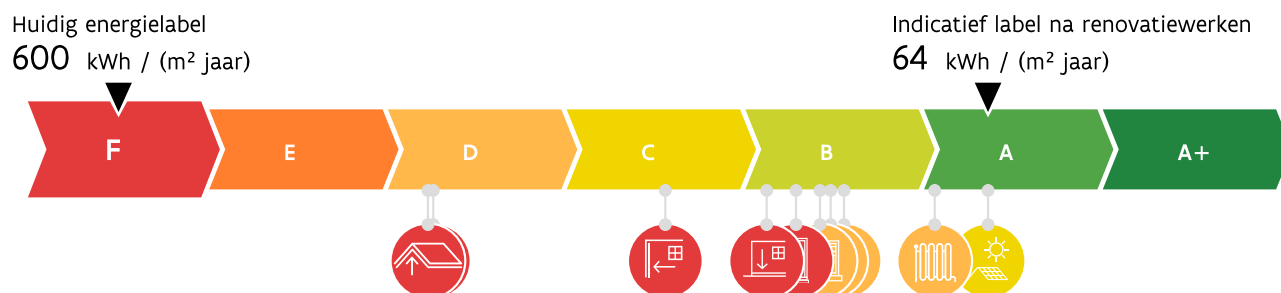 Huidig energielabel
600 kWh / (m² jaar)
Indicatief label na renovatiewerken
64 kWh / (m² jaar)
F E D C B A A+